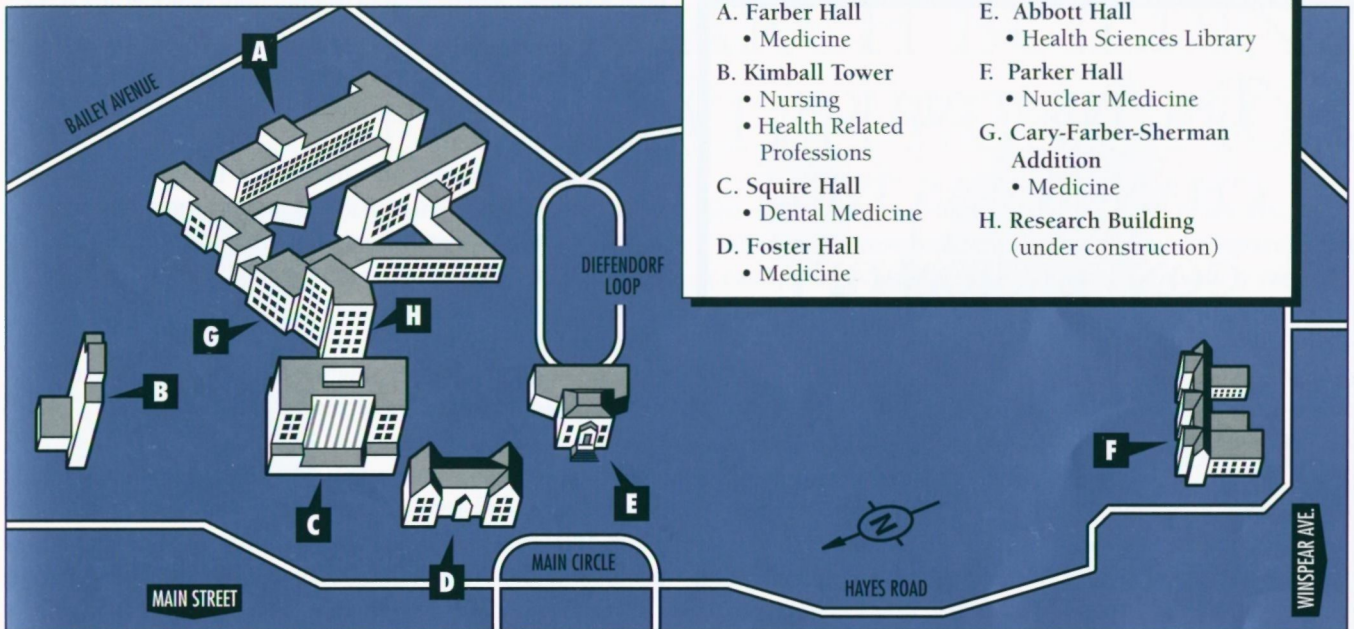 A. Farber Hall
• Medicine
B. Kimball Tower
• Nursing
• Health Related
Professions
C. Squire Hall
• Dental Medicine
D. Foster Hall
• Medicine
E. Abbott Hall
• Health Sciences Library
F. Parker Hall
• Nuclear Medicine
G. Cary-Farber-Sherman
Addition
• Medicine
H. Research Building
(under construction)
A
BAILEY AVENUE
DIEFENDORF
LOOP
H
G
B
F
E
C
N
D
MAIN CIRCLE
HAYES ROAD
MAIN STREET
WINSPEAR AVE.